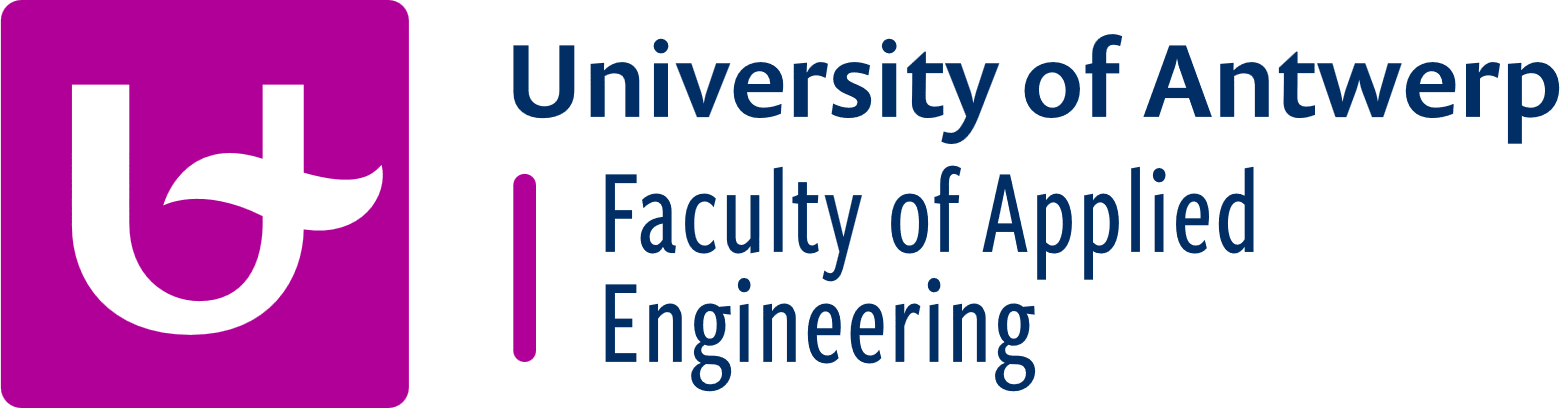 University of Antwerp
Faculty of Applied
Engineering